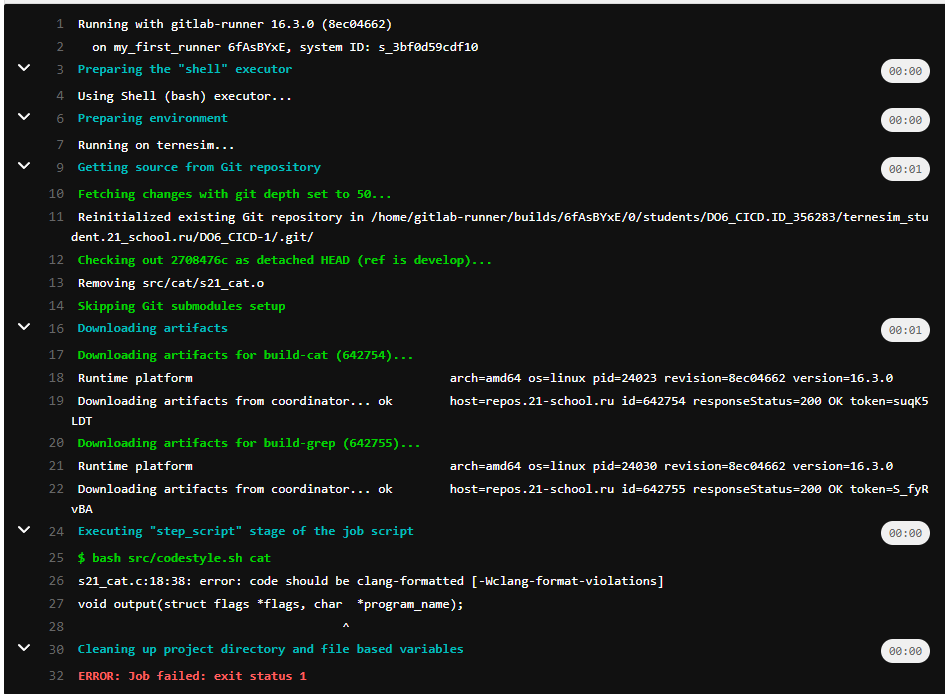 1 Running with gitlab-runner 16.3.0 (8ec04662)
2 on my_first_runner 6fAsBYxE, system ID: s_3bf0d59cdf10
3 Preparing the "shell" executor 00:00
4 Using Shell (bash) executor...
6 Preparing environment 00:00
7 Running on ternesim...
9 Getting source from Git repository 00:01
10 Fetching changes with git depth set to 50...
11 Reinitialized existing Git repository in /home/gitlab-runner/builds/6fAsBYxE/0/students/DO6_CICD.ID_356283/ternesim_stu
dent.21_school.ru/DO6_CICD-1/.git/
12 Checking out 2708476c as detached HEAD (ref is develop)...
13 Removing src/cat/s21_cat.o
14 Skipping Git submodules setup
16 Downloading artifacts 00:01
17 Downloading artifacts for build-cat (642754)...
18 Runtime platform arch=amd64 os=linux pid=24023 revision=8ec04662 version=16.3.0
19 Downloading artifacts from coordinator... ok host=repos.21-school.ru id=642754 responseStatus=200 OK token=suqK5
LDT
20 Downloading artifacts for build-grep (642755)...
21 Runtime platform arch=amd64 os=linux pid=24030 revision=8ec04662 version=16.3.0
22 Downloading artifacts from coordinator... ok host=repos.21-school.ru id=642755 responseStatus=200 OK token=S_fyR
vBA
24 Executing "step_script" stage of the job script 00:00
25 $ bash src/codestyle.sh cat
26 s21_cat.c:18:38: error: code should be clang-formatted [-Wclang-format-violations]
27 void output(struct flags *flags, char  *program_name);
28 ^
30 Cleaning up project directory and file based variables 00:00
32 ERROR: Job failed: exit status 1